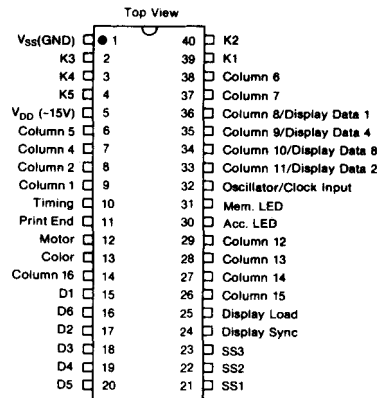 Top View
VSS(GND) 1 40 K2
K3 2 39 K1
K4 3 38 Column 6
K5 4 37 Column 7
VDD (-15V) 5 36 Column 8/Display Data 1
Column 5 6 35 Column 9/Display Data 4
Column 4 7 34 Column 10/Display Data 8
Column 2 8 33 Column 11/Display Data 2
Column 1 9 32 Oscillator/Clock Input
Timing 10 31 Mem. LED
Print End 11 30 Acc. LED
Motor 12 29 Column 12
Color 13 28 Column 13
Column 16 14 27 Column 14
D1 15 26 Column 15
D6 16 25 Display Load
D2 17 24 Display Sync
D3 18 23 SS3
D4 19 22 SS2
D5 20 21 SS1